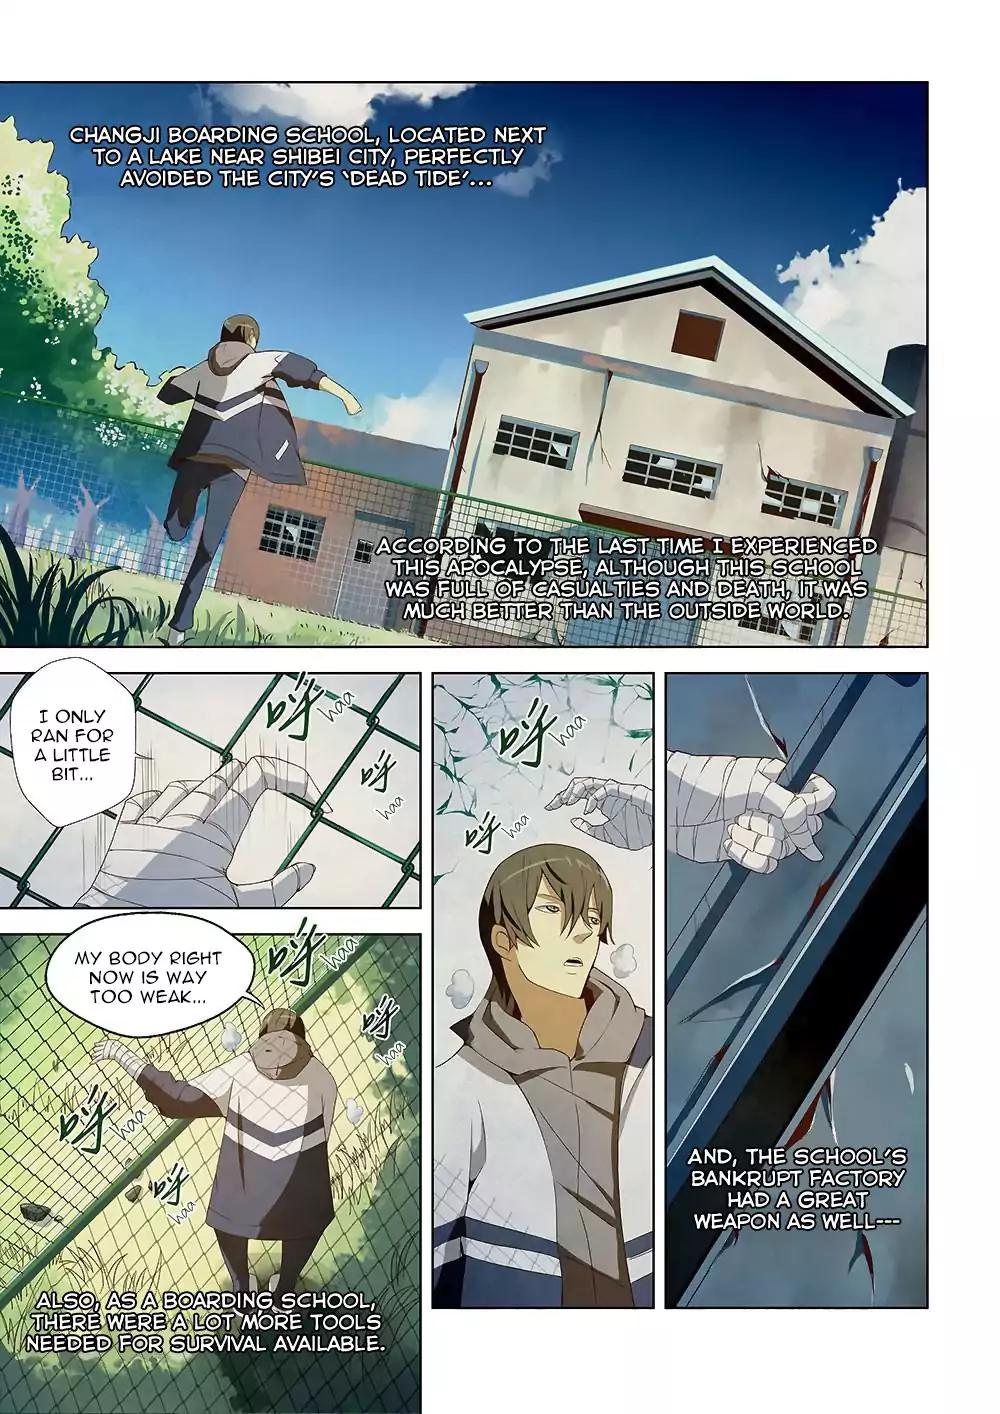 CHANGJI BOARDING SCHOOL, LOCATED NEXT
TO A LAKE NEAR SHIBEI CITY, PERFECTLY
AVOIDED THE CITY'S 'DEAD TIDE'...
ACCORDING TO THE LAST TIME I EXPERIENCED
THIS APOCALYPSE, ALTHOUGH THIS SCHOOL
WAS FULL OF CASUALTIES AND DEATH, IT WAS
MUCH BETTER THAN THE OUTSIDE WORLD.
I ONLY
RAN FOR
A LITTLE
BIT...
呼 haa
呼 haa
MY BODY RIGHT
NOW IS WAY
TOO WEAK...
呼 haa
呼 haa
呼 haa
呼 haa
ALSO, AS A BOARDING SCHOOL,
THERE WERE A LOT MORE TOOLS
NEEDED FOR SURVIVAL AVAILABLE.
呼 haa
呼 haa
AND, THE SCHOOL'S
BANKRUPT FACTORY
HAD A GREAT
WEAPON AS WELL---